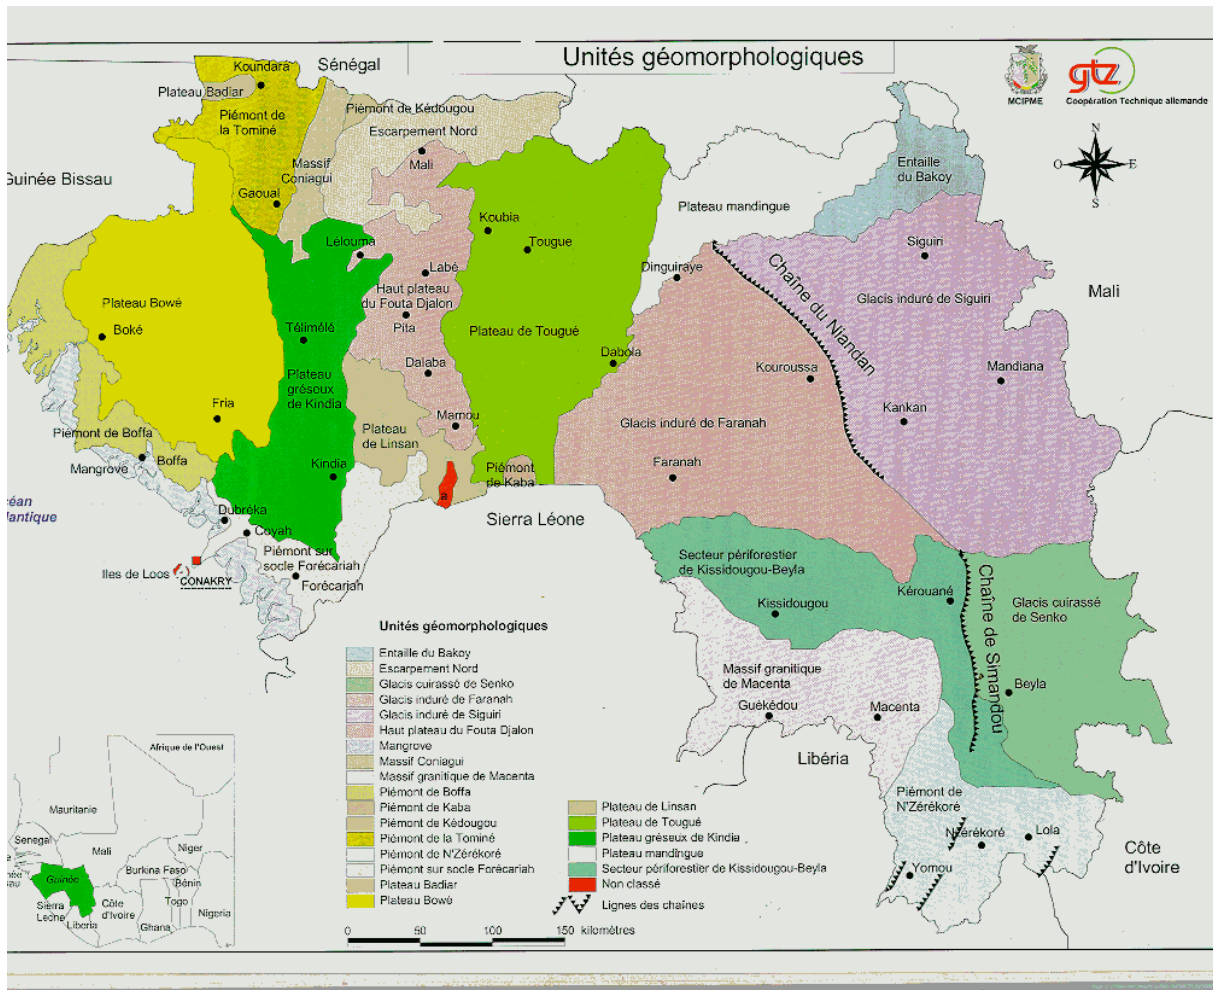 Unités géomorphologiques
MCIPME
gtz
Coopération Technique allemande
N
O
E
S
Sénégal
Koundara
Plateau Badiar
Piémont de
la Tominé
Piémont de Kédougou
Escarpement Nord
Mali
Massif
Coniagui
Gaoual
Guinée Bissau
Entaille
du Bakoy
Plateau mandingue
Koubia
Tougue
Siguiri
Lélouma
Labé
Dinguiraye
Chaîne du Niandan
Glacis induré de Siguiri
Mali
Haut plateau
du Fouta Djalon
Pita
Plateau Bowé
Boké
Télimélé
Plateau de Tougué
Dabola
Dalaba
Kouroussa
Mandiana
Plateau
gréseux
de Kindia
Fria
Mamou
Kankan
Plateau
de Linsan
Glacis induré de Faranah
Piémont de Boffa
Boffa
Mangrove
Kindia
Faranah
Piémont
de Kaba
a
Sierra Léone
Dubréka
Coyah
Piémont sur
socle Forécariah
Forécariah
Iles de Loos
CONAKRY
Secteur périforestier
de Kissidougou-Beyla
Kissidougou
Kérouané
Chaîne de Simandou
Glacis cuirassé
de Senko
Beyla
Massif granitique
de Macenta
Guékédou
Macenta
Libéria
Piémont de
N'Zérékoré
N'Zérékoré
Lola
Yomou
Côte
d'Ivoire
Unités géomorphologiques
Entaille du Bakoy
Escarpement Nord
Glacis cuirassé de Senko
Glacis induré de Faranah
Glacis induré de Siguiri
Haut plateau du Fouta Djalon
Mangrove
Massif Coniagui
Massif granitique de Macenta
Piémont de Boffa
Piémont de Kaba
Piémont de Kédougou
Piémont de la Tominé
Piémont de N'Zérékoré
Piémont sur socle Forécariah
Plateau Badiar
Plateau Bowé
Plateau de Linsan
Plateau de Tougué
Plateau gréseux de Kindia
Plateau mandingue
Secteur périforestier de Kissidougou-Beyla
Non classé
Lignes des chaînes
0 50 100 150 kilomètres
Afrique de l'Ouest
Mauritanie
Senegal
Mali
Niger
Burkina Faso
Bénin
Guinée
Togo
Sierra
Leone
Côte
d'Ivoire
Nigeria
Liberia
Ghana